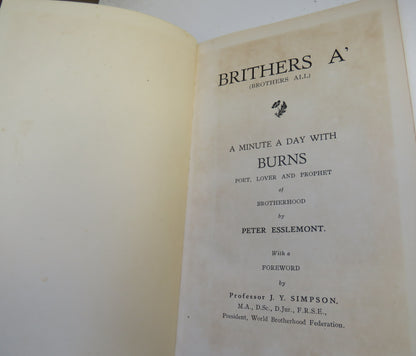 BRITHERS A'
(BROTHERS ALL)
A MINUTE A DAY WITH
BURNS
POET, LOVER AND PROPHET
of
BROTHERHOOD
by
PETER ESSLEMONT.
With a
FOREWORD
by
Professor J. Y. SIMPSON,
M.A., D.Sc., D.Jur., F.R.S.E.,
President, World Brotherhood Federation.